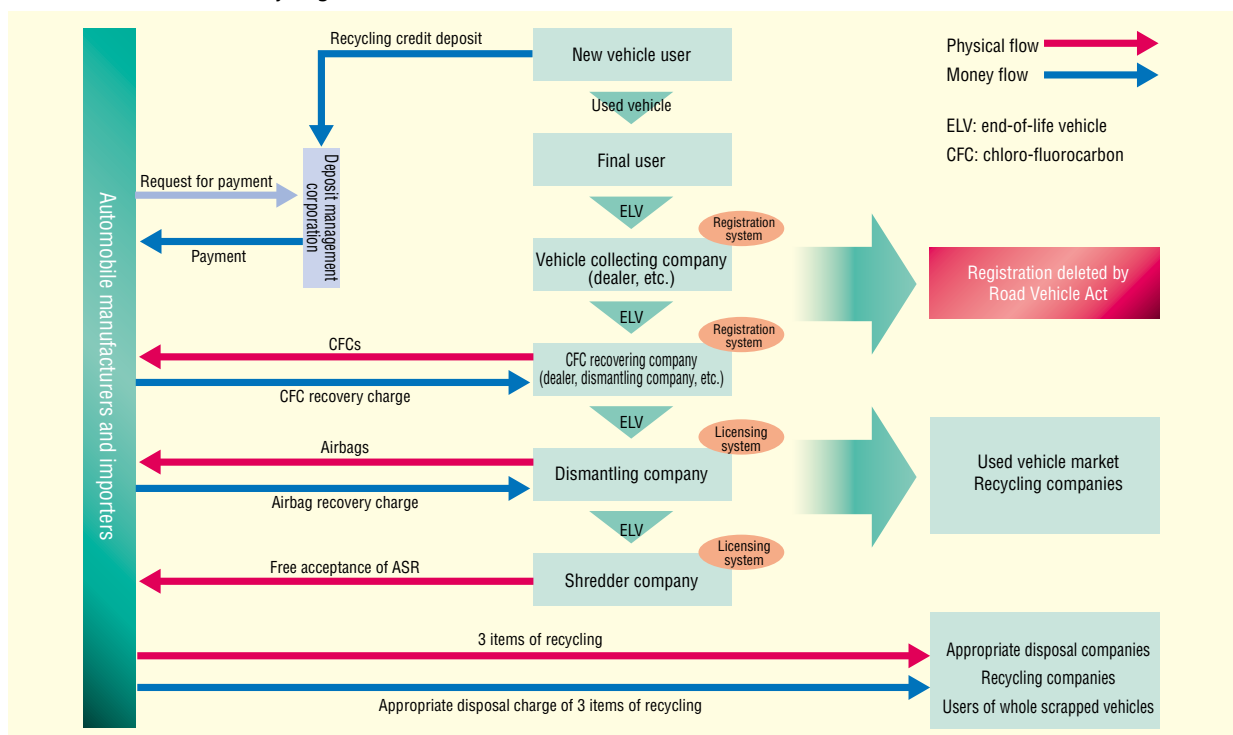 Recycling credit deposit
New vehicle user
Physical flow
Money flow
Used vehicle
ELV: end-of-life vehicle
CFC: chloro-fluorocarbon
Final user
Deposit management
corporation
Request for payment
Payment
Automobile manufacturers and importers
ELV
Registration
system
Vehicle collecting company
(dealer, etc.)
Registration deleted by
Road Vehicle Act
ELV
Registration
system
CFCs
CFC recovering company
(dealer, dismantling company, etc.)
CFC recovery charge
ELV
Licensing
system
Airbags
Dismantling company
Airbag recovery charge
Used vehicle market
Recycling companies
ELV
Licensing
system
Free acceptance of ASR
Shredder company
3 items of recycling
Appropriate disposal charge of 3 items of recycling
Appropriate disposal companies
Recycling companies
Users of whole scrapped vehicles